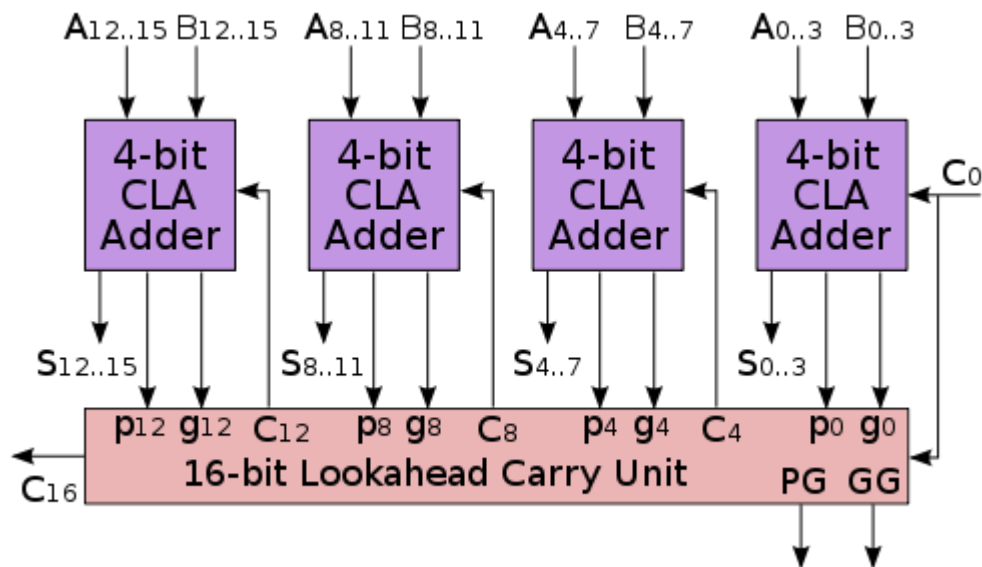 A12..15 B12..15 A8..11 B8..11 A4..7 B4..7 A0..3 B0..3
4-bit CLA Adder
4-bit CLA Adder
4-bit CLA Adder
4-bit CLA Adder
C0
S12..15 S8..11 S4..7 S0..3
p12 g12 C12 p8 g8 C8 p4 g4 C4 p0 g0
16-bit Lookahead Carry Unit PG GG
C16